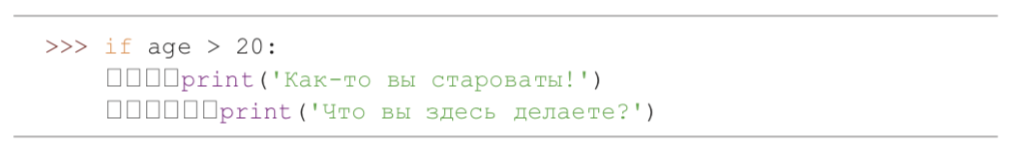 >>> if age > 20:
□□□□print('Как-то вы староваты!')
□□□□□□print('Что вы здесь делаете?')